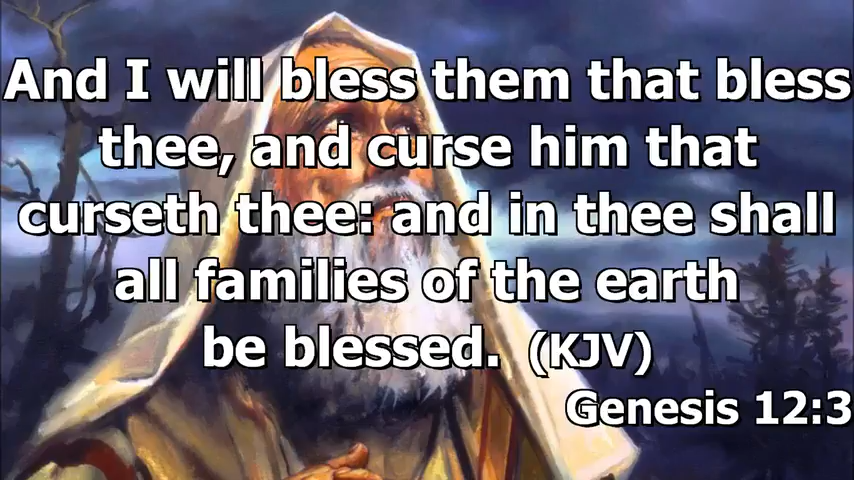 And I will bless them that bless
thee, and curse him that
curseth thee: and in thee shall
all families of the earth
be blessed. (KJV)
Genesis 12:3